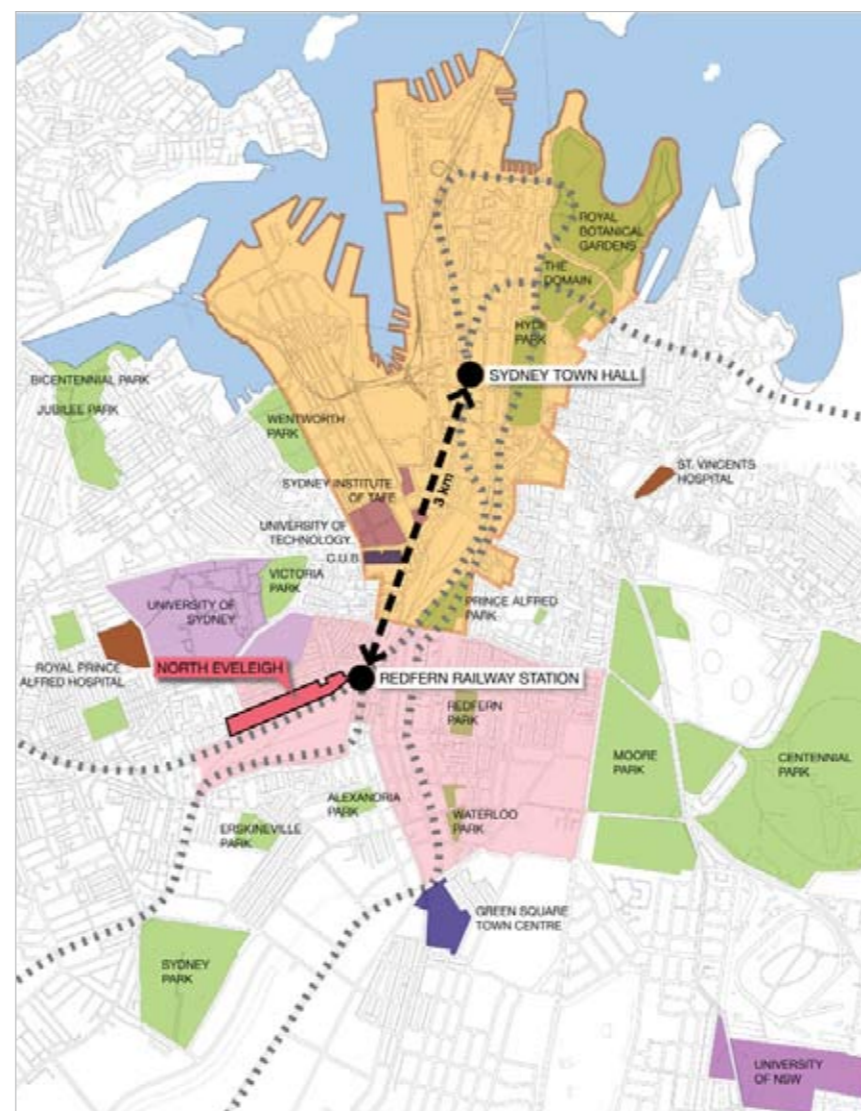 ROYAL
BOTANICAL
GARDENS
THE
DOMAIN
HYDE
PARK
SYDNEY TOWN HALL
BICENTENNIAL PARK
JUBILEE PARK
WENTWORTH
PARK
3 km
ST. VINCENTS
HOSPITAL
SYDNEY INSTITUTE
OF TAFE
UNIVERSITY OF
TECHNOLOGY
C.U.B.
VICTORIA
PARK
UNIVERSITY OF
SYDNEY
PRINCE ALFRED
PARK
ROYAL PRINCE
ALFRED HOSPITAL
NORTH EVELEIGH
REDFERN RAILWAY STATION
REDFERN
PARK
MOORE
PARK
CENTENNIAL
PARK
ALEXANDRIA
PARK
WATERLOO
PARK
ERSKINEVILLE
PARK
GREEN SQUARE
TOWN CENTRE
SYDNEY
PARK
UNIVERSITY
OF NSW